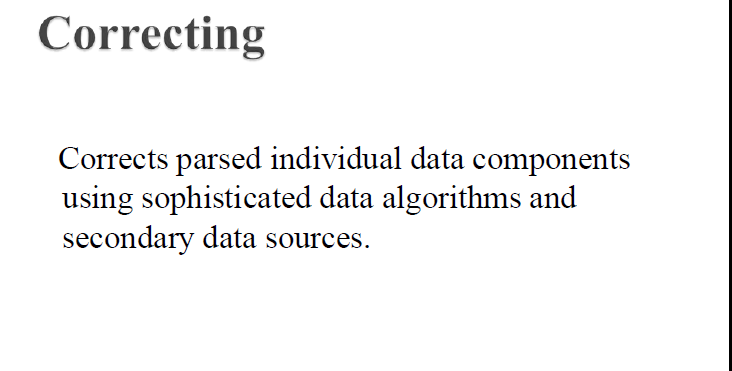 Correcting
Corrects parsed individual data components
using sophisticated data algorithms and
secondary data sources.